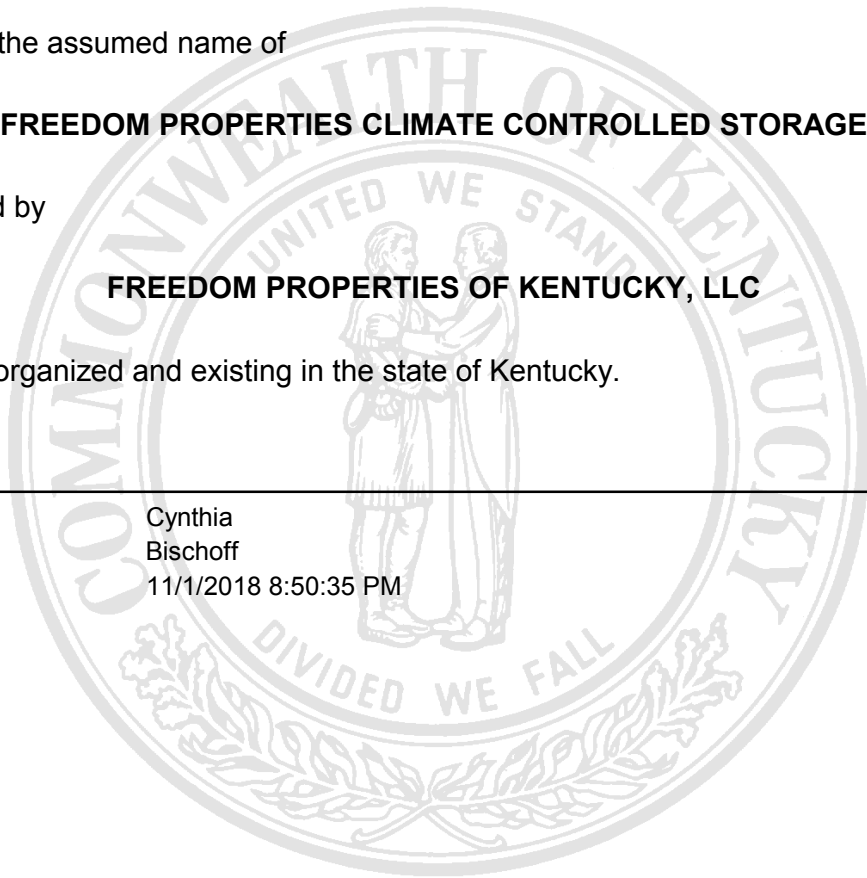 the assumed name of
FREEDOM PROPERTIES CLIMATE CONTROLLED STORAGE
d by
FREEDOM PROPERTIES OF KENTUCKY, LLC
organized and existing in the state of Kentucky.
Cynthia
Bischoff
11/1/2018 8:50:35 PM
COMMONWEALTH OF KENTUCKY
UNITED WE STAND
DIVIDED WE FALL